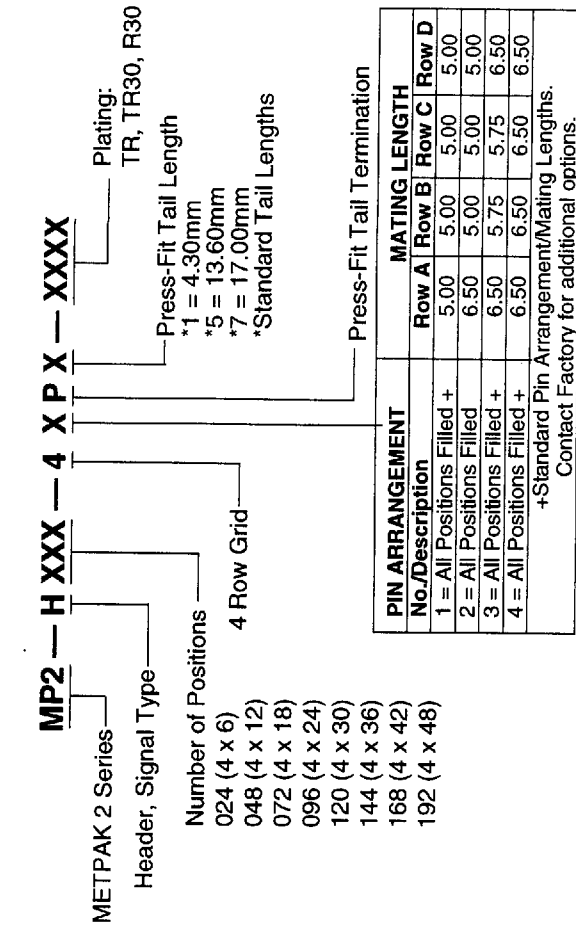 MP2 — H XXX — 4 X P X — XXXX
METPAK 2 Series
Header, Signal Type
Number of Positions
024 (4 x 6)
048 (4 x 12)
072 (4 x 18)
096 (4 x 24)
120 (4 x 30)
144 (4 x 36)
168 (4 x 42)
192 (4 x 48)
4 Row Grid
Plating:
TR, TR30, R30
Press-Fit Tail Length
*1 = 4.30mm
*5 = 13.60mm
*7 = 17.00mm
*Standard Tail Lengths
Press-Fit Tail Termination
PIN ARRANGEMENT MATING LENGTH
No./Description Row A Row B Row C Row D
1 = All Positions Filled + 5.00 5.00 5.00 5.00
2 = All Positions Filled 6.50 5.00 5.00 5.00
3 = All Positions Filled + 6.50 5.75 5.75 6.50
4 = All Positions Filled + 6.50 6.50 6.50 6.50
+Standard Pin Arrangement/Mating Lengths.
Contact Factory for additional options.